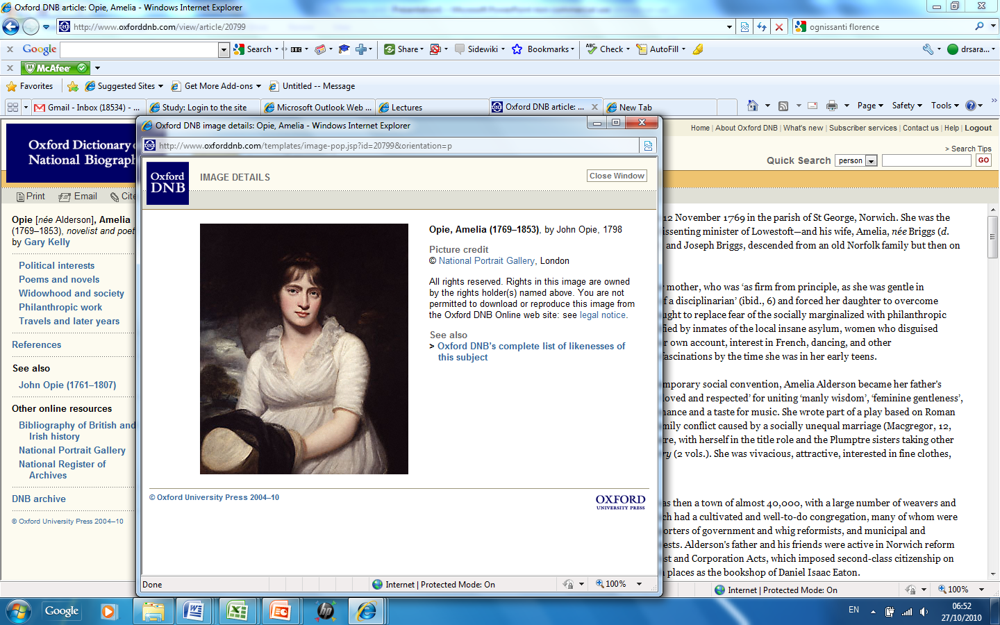 Oxford DNB article: Opie, Amelia - Windows Internet Explorer
http://www.oxforddnb.com/view/article/20799
ognissanti florence
x Google Search BBC Share Sidewiki Bookmarks Check AutoFill drsara...
x McAfee
Favorites Suggested Sites Get More Add-ons Untitled -- Message
Gmail - Inbox (18534) - ... Study: Login to the site Microsoft Outlook Web ... Lectures Oxford DNB article: ... x New Tab Page Safety Tools
Oxford DNB image details: Opie, Amelia - Windows Internet Explorer
http://www.oxforddnb.com/templates/image-pop.jsp?id=20799&orientation=p
Oxford DNB
IMAGE DETAILS
Close Window
Opie, Amelia (1769–1853), by John Opie, 1798
Picture credit
© National Portrait Gallery, London
All rights reserved. Rights in this image are owned
by the rights holder(s) named above. You are not
permitted to download or reproduce this image from
the Oxford DNB Online web site: see legal notice.
See also
> Oxford DNB's complete list of likenesses of
this subject
© Oxford University Press 2004–10
OXFORD
UNIVERSITY PRESS
Done Internet | Protected Mode: On 100%
Oxford Dictionary
National
Print Email
Opie [née Alderson], Amelia
(1769–1853), novelist and poet
by Gary Kelly
Political interests
Poems and novels
Widowhood and society
Philanthropic work
Travels and later years
References
See also
John Opie (1761–1807)
Other online resources
Bibliography of British and
Irish history
National Portrait Gallery
National Register of
Archives
DNB archive
© Oxford University Press 2004–10
Home | About Oxford DNB | What's new | Subscriber services | Contact us | Help | Logout
> Search Tips
Quick Search person GO
12 November 1769 in the parish of St George, Norwich. She was the
issenting minister of Lowestoft—and his wife, Amelia, née Briggs (d.
and Joseph Briggs, descended from an old Norfolk family but then on
mother, who was ‘as firm from principle, as she was gentle in
f a disciplinarian’ (ibid., 6) and forced her daughter to overcome
ught to replace fear of the socially marginalized with philanthropic
fied by inmates of the local insane asylum, women who disguised
r own account, interest in French, dancing, and other
fascinations by the time she was in her early teens.
mporary social convention, Amelia Alderson became her father's
loved and respected’ for uniting ‘manly wisdom’, ‘feminine gentleness’,
nance and a taste for music. She wrote part of a play based on Roman
mily conflict caused by a socially unequal marriage (Macgregor, 12,
tre, with herself in the title role and the Plumptre sisters taking other
ry (2 vols.). She was vivacious, attractive, interested in fine clothes,
as then a town of almost 40,000, with a large number of weavers and
ch had a cultivated and well-to-do congregation, many of whom were
orters of government and whig reformists, and municipal and
ests. Alderson's father and his friends were active in Norwich reform
st and Corporation Acts, which imposed second-class citizenship on
places as the bookshop of Daniel Isaac Eaton.
Internet | Protected Mode: On 100%
Google
hp
EN
06:52
27/10/2010